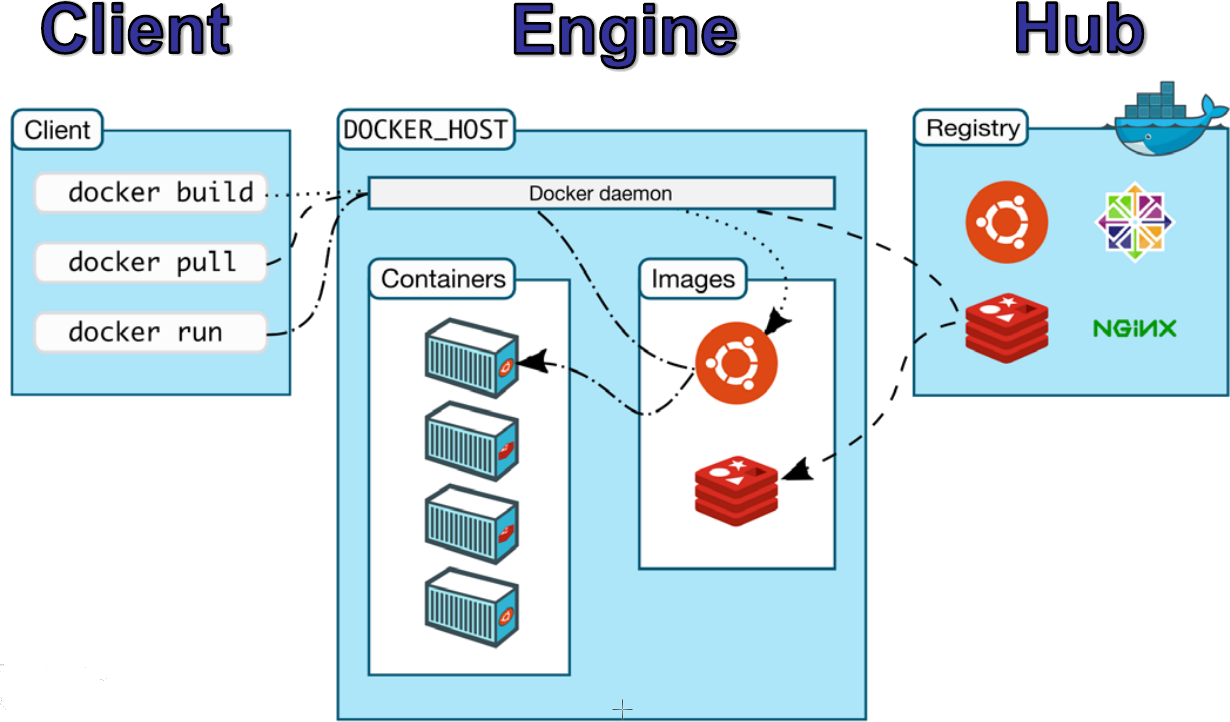 Client
Engine
Hub
Client
docker build
docker pull
docker run
DOCKER_HOST
Docker daemon
Containers
Images
Registry
NGINX